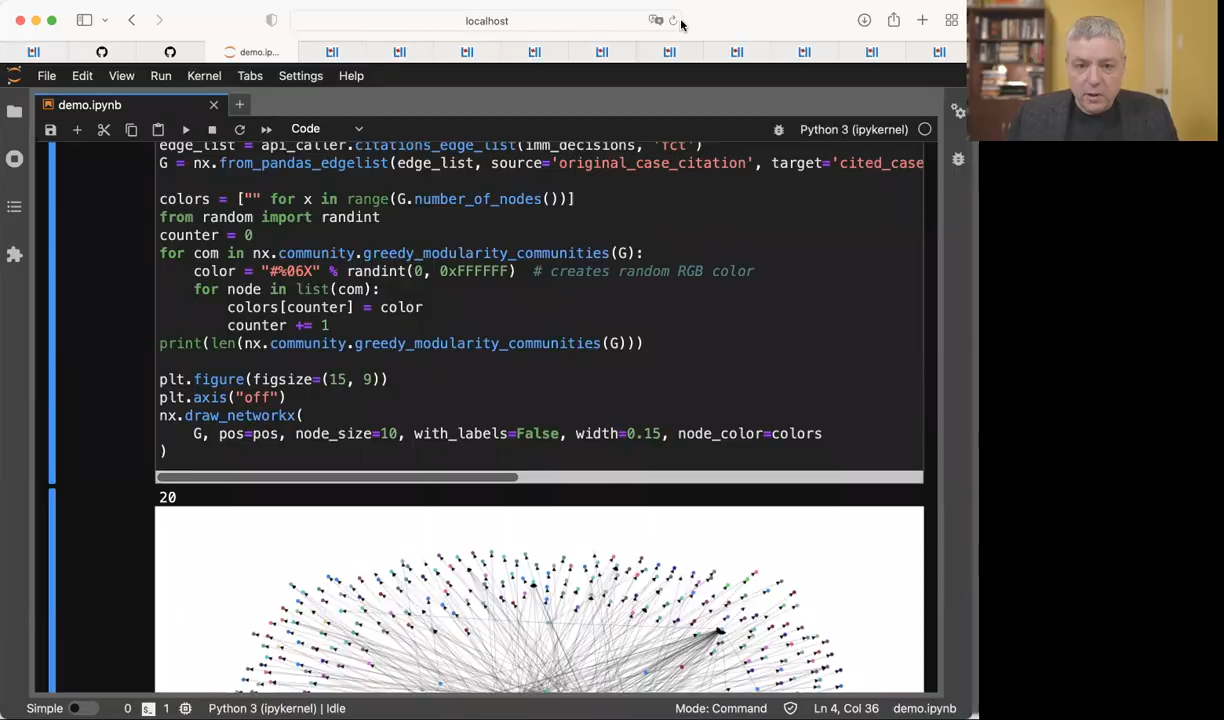 localhost
demo.ip...
File Edit View Run Kernel Tabs Settings Help
demo.ipynb
Code
Python 3 (ipykernel)
edge_list = api_caller.citations_edge_list(imm_decisions, 'fct')
G = nx.from_pandas_edgelist(edge_list, source='original_case_citation', target='cited_case
colors = ["" for x in range(G.number_of_nodes())]
from random import randint
counter = 0
for com in nx.community.greedy_modularity_communities(G):
color = "#%06X" % randint(0, 0xFFFFFF)  # creates random RGB color
for node in list(com):
colors[counter] = color
counter += 1
print(len(nx.community.greedy_modularity_communities(G)))
plt.figure(figsize=(15, 9))
plt.axis("off")
nx.draw_networkx(
G, pos=pos, node_size=10, with_labels=False, width=0.15, node_color=colors
)
20
Simple 0 1 Python 3 (ipykernel) | Idle Mode: Command Ln 4, Col 36 demo.ipynb